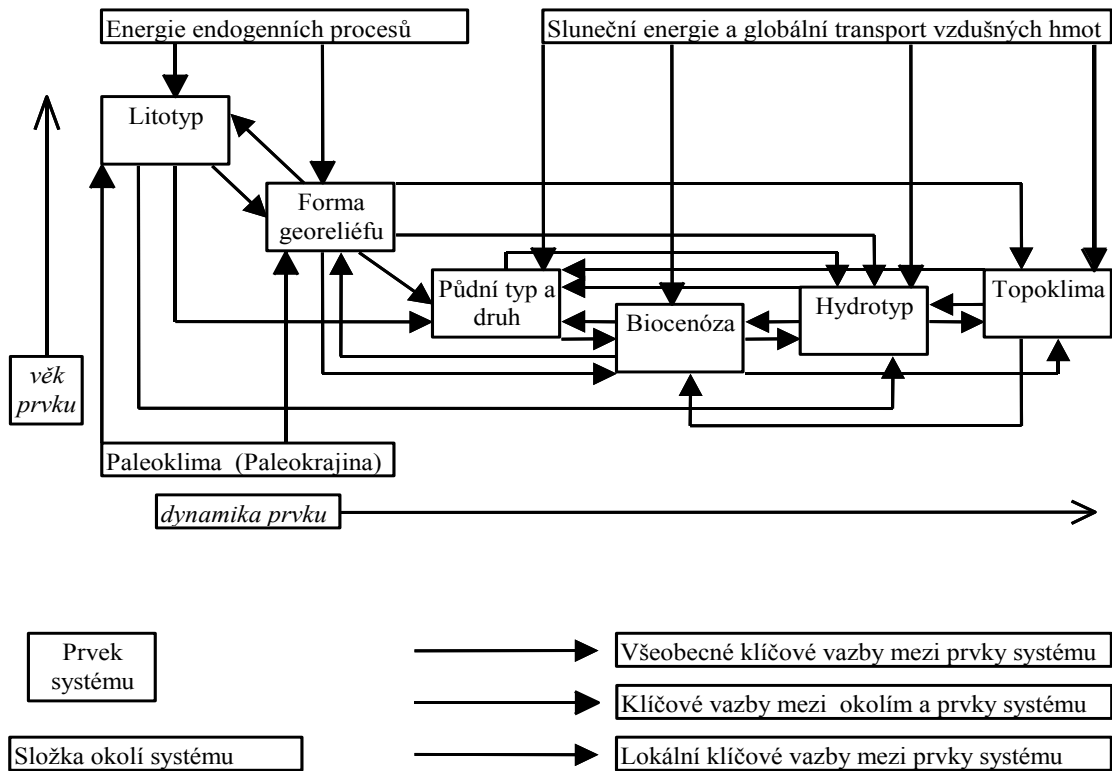 Energie endogenních procesů
Sluneční energie a globální transport vzdušných hmot
Litotyp
Forma
georeliéfu
Půdní typ a
druh
Biocenóza
Hydrotyp
Topoklima
věk
prvku
Paleoklima (Paleokrajina)
dynamika prvku
Prvek
systému
Všeobecné klíčové vazby mezi prvky systému
Klíčové vazby mezi okolím a prvky systému
Složka okolí systému
Lokální klíčové vazby mezi prvky systému